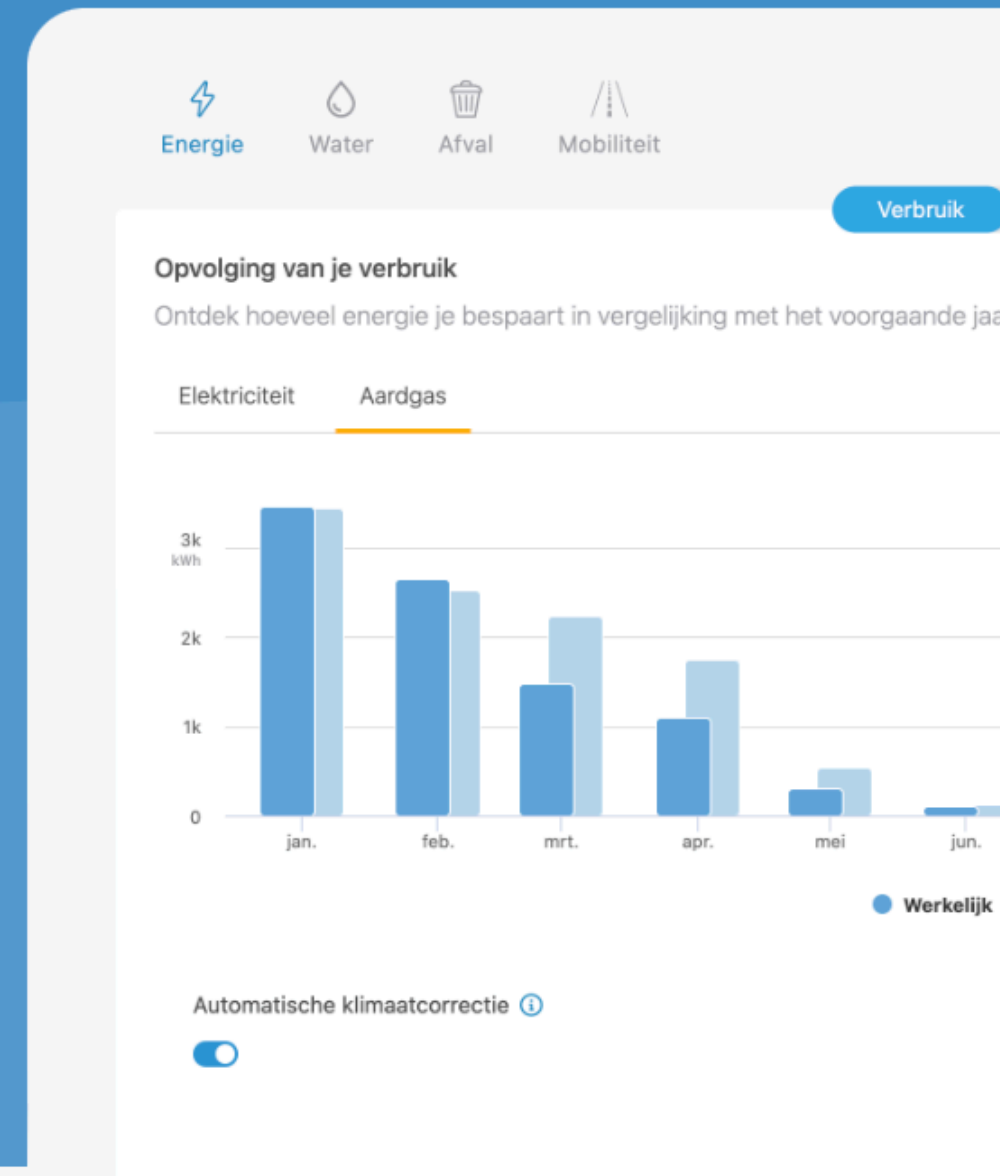 Energie Water Afval Mobiliteit
Verbruik
Opvolging van je verbruik
Ontdek hoeveel energie je bespaart in vergelijking met het voorgaande jaa
Elektriciteit Aardgas
3k
kWh
2k
1k
0
jan. feb. mrt. apr. mei jun.
Werkelijk
Automatische klimaatcorrectie